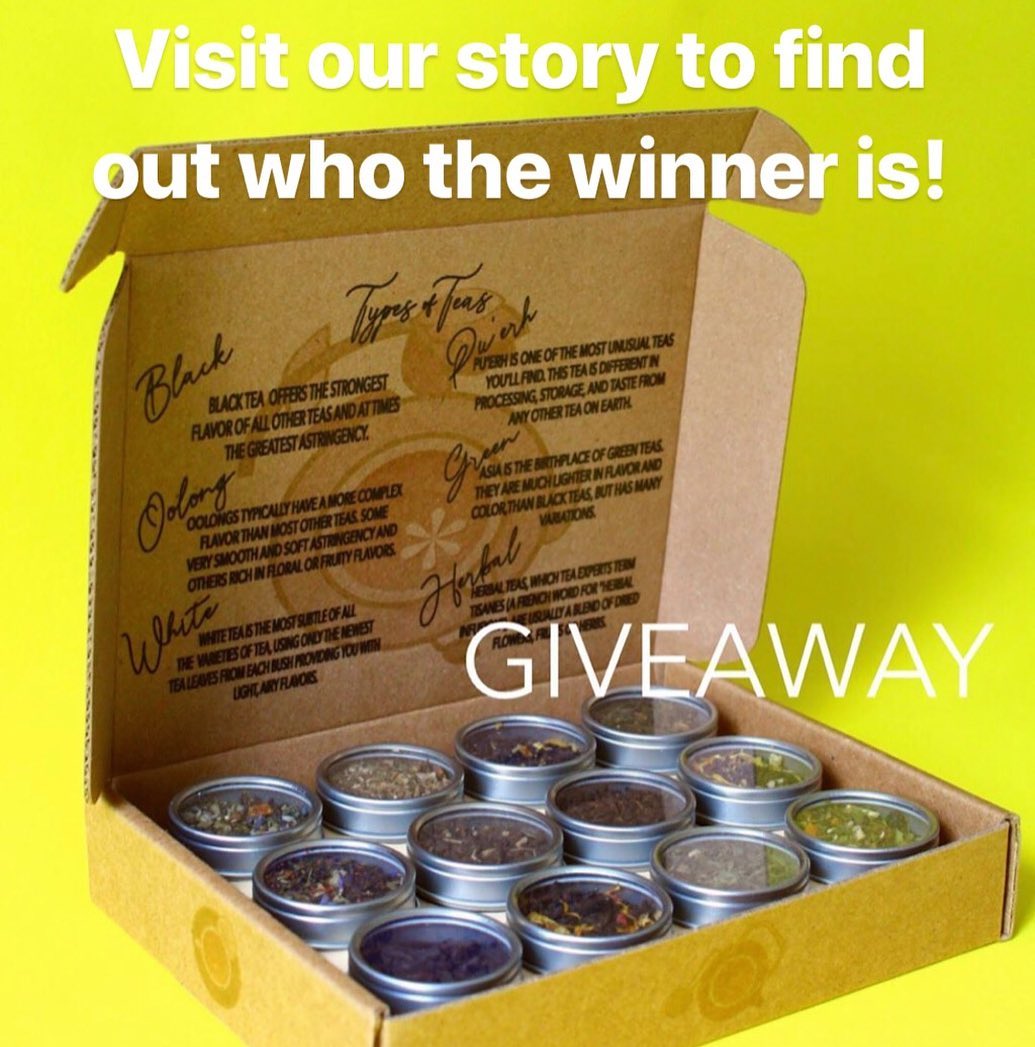 Visit our story to find
out who the winner is!
Types of Teas
Black
BLACK TEA OFFERS THE STRONGEST
FLAVOR OF ALL OTHER TEAS AND AT TIMES
THE GREATEST ASTRINGENCY.
Oolong
OOLONGS TYPICALLY HAVE A MORE COMPLEX
FLAVOR THAN MOST OTHER TEAS. SOME
VERY SMOOTH AND SOFT ASTRINGENCY AND
OTHERS RICH IN FLORAL OR FRUITY FLAVORS.
White
WHITE TEA IS THE MOST SUBTLE OF ALL
THE VARIETIES OF TEA, USING ONLY THE NEWEST
TEA LEAVES FROM EACH BUSH PROVIDING YOU WITH
LIGHT, AIRY FLAVORS.
Pu'erh
PU'ERH IS ONE OF THE MOST UNUSUAL TEAS
YOU'LL FIND. THIS TEA IS DIFFERENT IN
PROCESSING, STORAGE, AND TASTE FROM
ANY OTHER TEA ON EARTH.
Green
ASIA IS THE BIRTHPLACE OF GREEN TEAS.
THEY ARE MUCH LIGHTER IN FLAVOR AND
COLOR, THAN BLACK TEAS, BUT HAS MANY
VARIATIONS.
Herbal
HERBAL TEAS, WHICH TEA EXPERTS TERM
TISANES (A FRENCH WORD FOR "HERBAL
ARE USUALLY A BLEND OF DRIED
HERBS.
GIVEAWAY